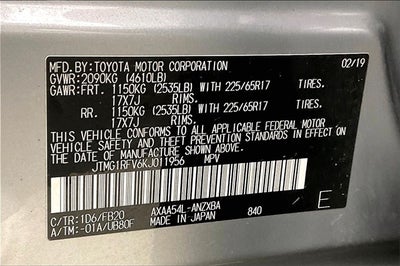 MFD. BY: TOYOTA MOTOR CORPORATION 02/19
GVWR: 2090KG (4610LB)
GAWR: FRT. 1150KG (2535LB) WITH 225/65R17 TIRES.
17X7J RIMS.
RR. 1150KG (2535LB) WITH 225/65R17 TIRES.
17X7J RIMS.
THIS VEHICLE CONFORMS TO ALL APPLICABLE FEDERAL MOTOR
VEHICLE SAFETY AND THEFT PREVENTION STANDARDS IN EFFECT ON
THE DATE OF MANUFACTURE SHOWN ABOVE.
JTMG1RFV6KJ011956 MPV
C/TR: 1D6/FB20 AXAA54L-ANZXBA 840
A/TM: -01A/UB80F MADE IN JAPAN E